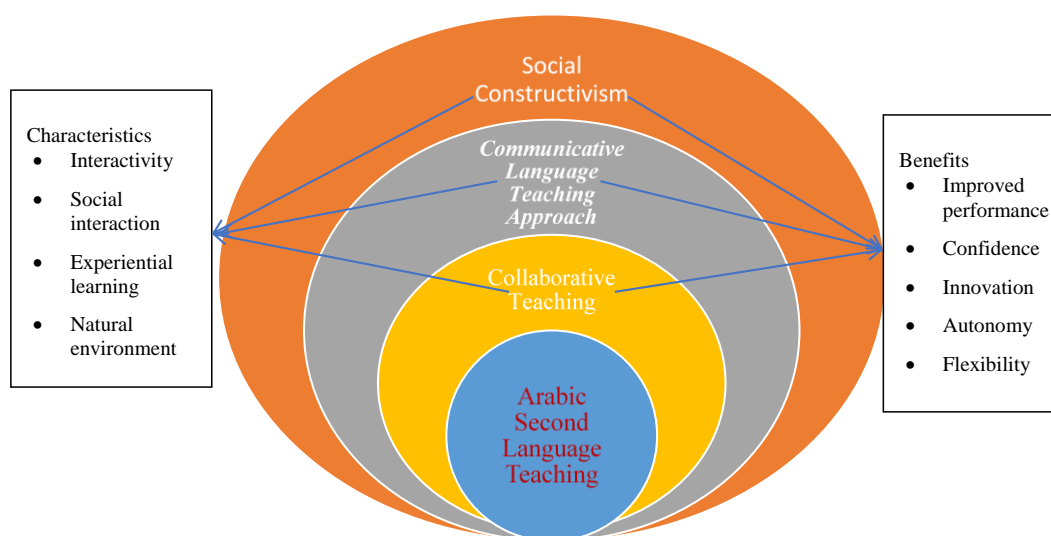 Characteristics
• Interactivity
• Social
interaction
• Experiential
learning
• Natural
environment
Social
Constructivism
Communicative
Language
Teaching
Approach
Collaborative
Teaching
Arabic
Second
Language
Teaching
Benefits
• Improved
performance
• Confidence
• Innovation
• Autonomy
• Flexibility